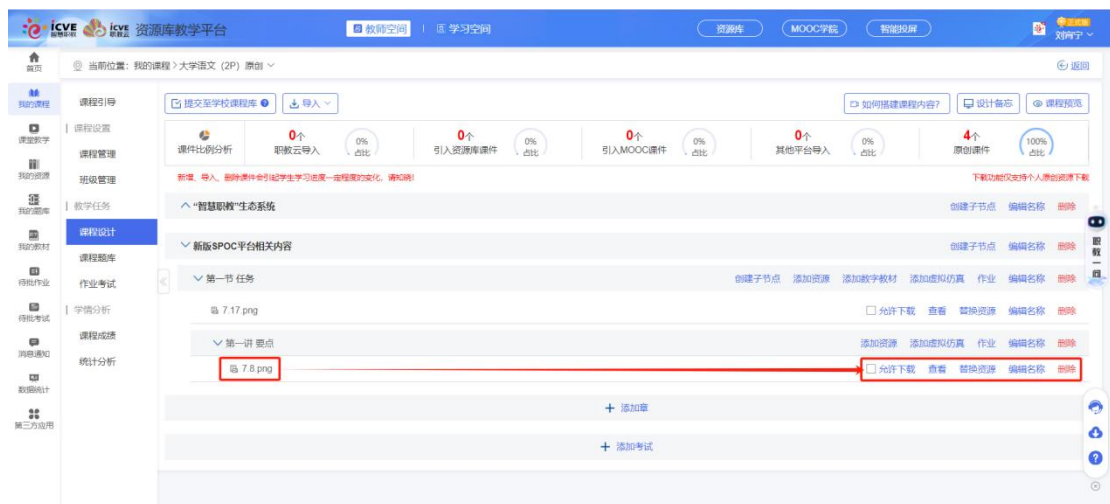 icve 智慧职教 icve 职教云 资源库教学平台 教师空间 学习空间 资源库 MOOC学院 智能投屏 正式版
刘宵宁
首页 当前位置：我的课程>大学语文（2P）原创 返回
我的课程 课程引导 提交至学校课程库 导入 如何搭建课程内容? 设计备忘 课程预览
课堂教学 课程设置
课件比例分析 0个 职教云导入 0% 占比 0个 引入资源库课件 0% 占比 0个 引入MOOC课件 0% 占比 0个 其他平台导入 0% 占比 4个 原创课件 100% 占比
课程管理
我的资源 班级管理 新增、导入、删除课件会引起学生学习进度一定程度的变化，请知晓! 下载功能仅支持个人原创资源下载
我的题库 教学任务 “智慧职教”生态系统 创建子节点 编辑名称 删除
我的教材 课程设计 新版SPOC平台相关内容 创建子节点 编辑名称 删除
课程题库
职教一问
待批作业 作业考试 第一节 任务 创建子节点 添加资源 添加数字教材 添加虚拟仿真 作业 编辑名称 删除
待批考试 学情分析 7.17.png 允许下载 查看 替换资源 编辑名称 删除
消息通知 课程成绩 第一讲 要点 添加资源 添加虚拟仿真 作业 编辑名称 删除
数据统计 统计分析 7.8.png 允许下载 查看 替换资源 编辑名称 删除
第三方应用 + 添加章
+ 添加考试